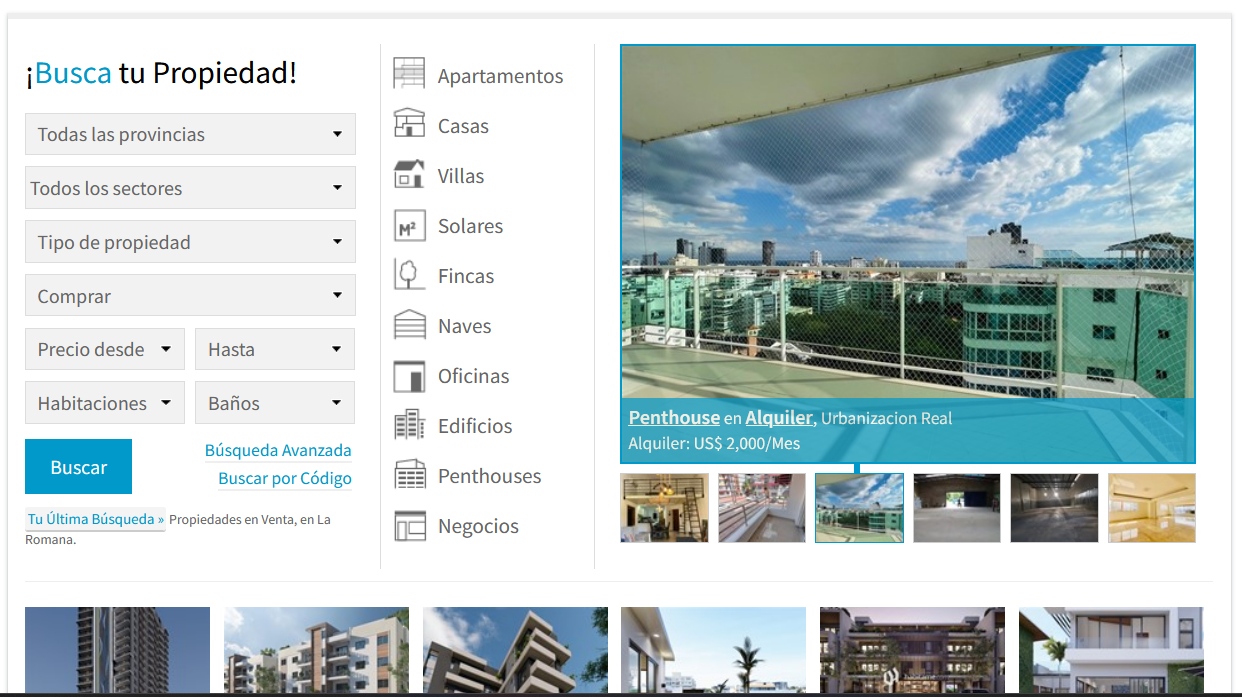 ¡Busca tu Propiedad!
Todas las provincias
Todos los sectores
Tipo de propiedad
Comprar
Precio desde
Hasta
Habitaciones
Baños
Buscar
Búsqueda Avanzada
Buscar por Código
Tu Última Búsqueda » Propiedades en Venta, en La
Romana.
Apartamentos
Casas
Villas
M²
Solares
Fincas
Naves
Oficinas
Edificios
Penthouses
Negocios
Penthouse en Alquiler, Urbanizacion Real
Alquiler: US$ 2,000/Mes